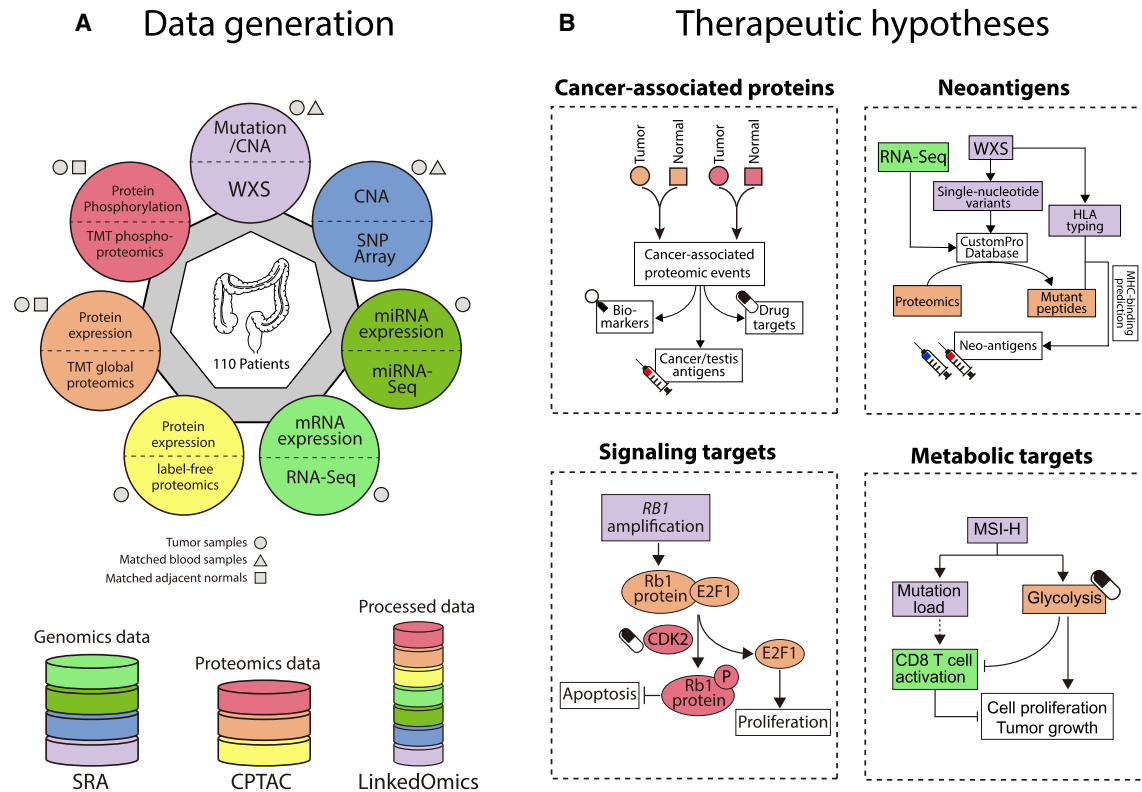 A Data generation
Mutation
/CNA
WXS
CNA
SNP
Array
miRNA
expression
miRNA-
Seq
mRNA
expression
RNA-Seq
Protein
expression
label-free
proteomics
Protein
expression
TMT global
proteomics
Protein
Phosphorylation
TMT phospho-
proteomics
110 Patients
Tumor samples
Matched blood samples
Matched adjacent normals
Genomics data
SRA
Proteomics data
CPTAC
Processed data
LinkedOmics
B Therapeutic hypotheses
Cancer-associated proteins
Tumor
Normal
Tumor
Normal
Cancer-associated
proteomic events
Bio-
markers
Drug
targets
Cancer/testis
antigens
Neoantigens
RNA-Seq
WXS
Single-nucleotide
variants
HLA
typing
CustomPro
Database
Proteomics
Mutant
peptides
MHC-binding
prediction
Neo-antigens
Signaling targets
RB1
amplification
Rb1
protein
E2F1
CDK2
E2F1
P
Rb1
protein
Apoptosis
Proliferation
Metabolic targets
MSI-H
Mutation
load
Glycolysis
CD8 T cell
activation
Cell proliferation
Tumor growth